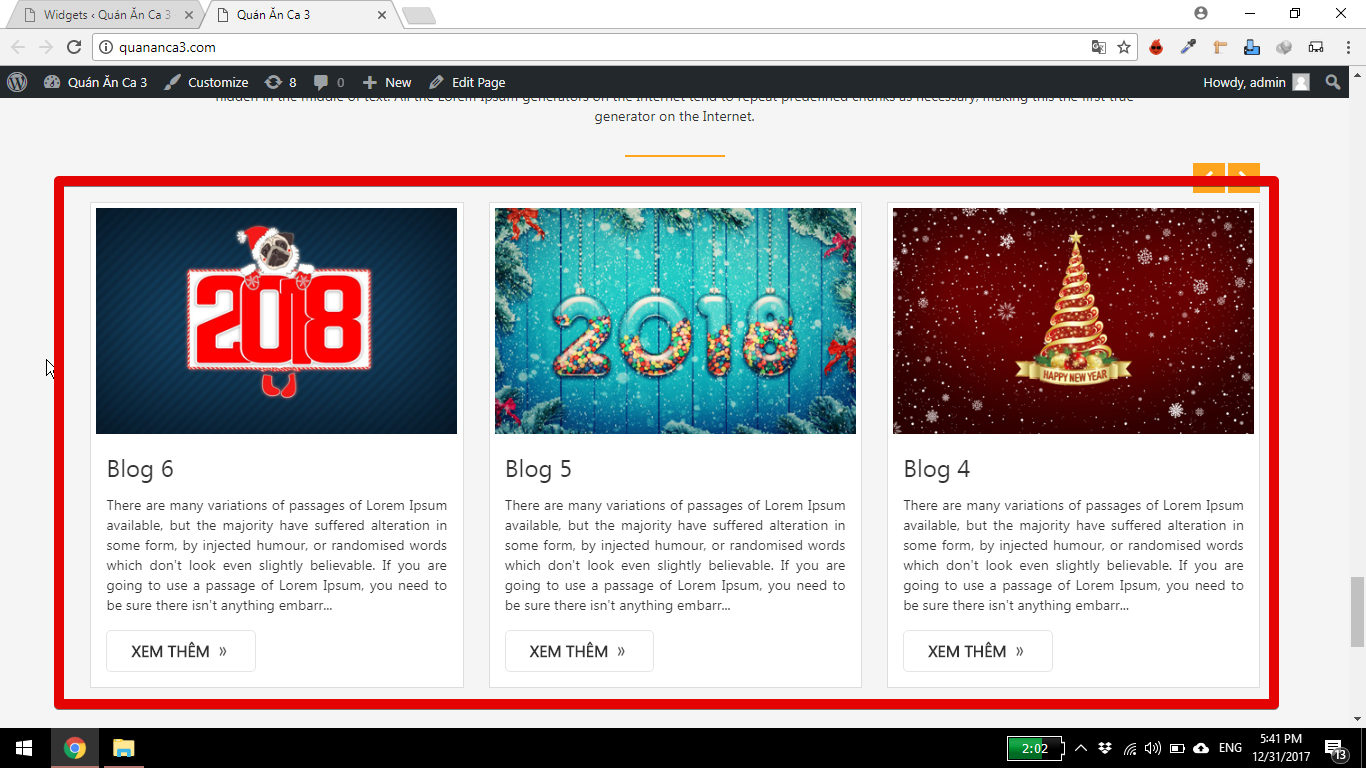 Widgets ‹ Quán Ăn Ca 3
Quán Ăn Ca 3
quananca3.com
Quán Ăn Ca 3
Customize
8
0
New
Edit Page
Howdy, admin
hidden in the middle of text. All the Lorem Ipsum generators on the Internet tend to repeat predefined chunks as necessary, making this the first true
generator on the Internet.
2018
2018
HAPPY NEW YEAR
Blog 6
There are many variations of passages of Lorem Ipsum
available, but the majority have suffered alteration in
some form, by injected humour, or randomised words
which don't look even slightly believable. If you are
going to use a passage of Lorem Ipsum, you need to
be sure there isn't anything embarr...
XEM THÊM »
Blog 5
There are many variations of passages of Lorem Ipsum
available, but the majority have suffered alteration in
some form, by injected humour, or randomised words
which don't look even slightly believable. If you are
going to use a passage of Lorem Ipsum, you need to
be sure there isn't anything embarr...
XEM THÊM »
Blog 4
There are many variations of passages of Lorem Ipsum
available, but the majority have suffered alteration in
some form, by injected humour, or randomised words
which don't look even slightly believable. If you are
going to use a passage of Lorem Ipsum, you need to
be sure there isn't anything embarr...
XEM THÊM »
2:02
ENG
5:41 PM
12/31/2017
13